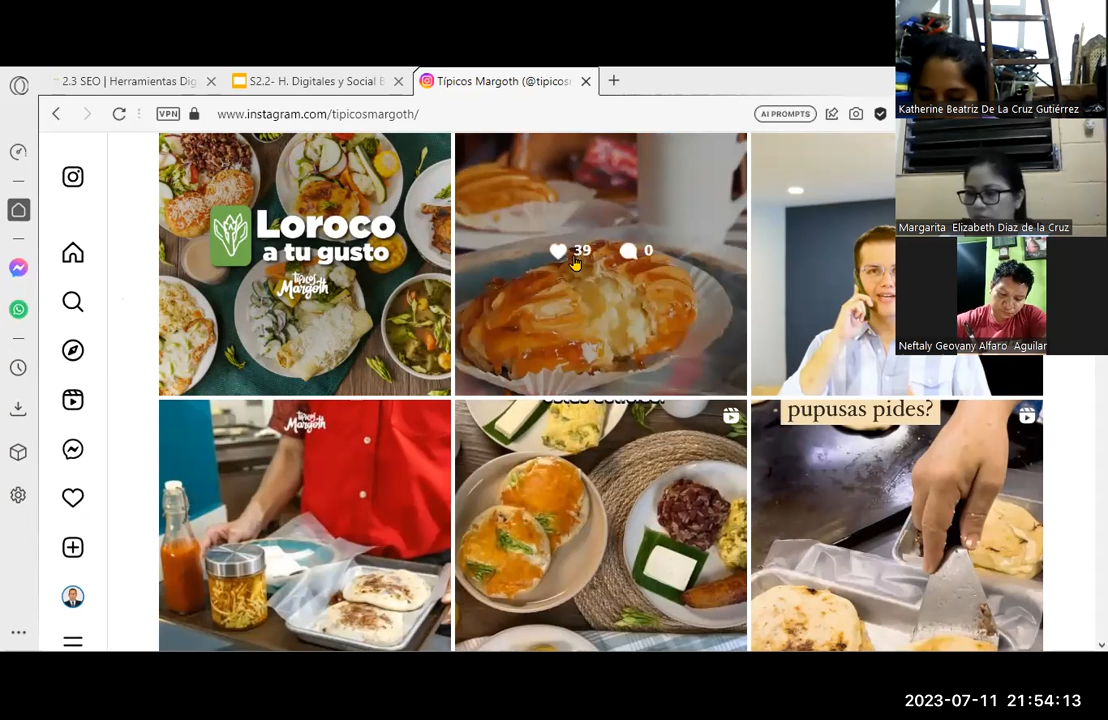 2.3 SEO | Herramientas Dig
S2.2- H. Digitales y Social B
Típicos Margoth (@tipicos
VPN
www.instagram.com/tipicosmargoth/
AI PROMPTS
Katherine Beatriz De La Cruz Gutiérrez
Margarita Elizabeth Diaz de la Cruz
Neftaly Geovany Alfaro Aguilar
Loroco
a tu gusto
típicos
Margoth
39
0
típicos
Margoth
pupusas pides?
2023-07-11 21:54:13